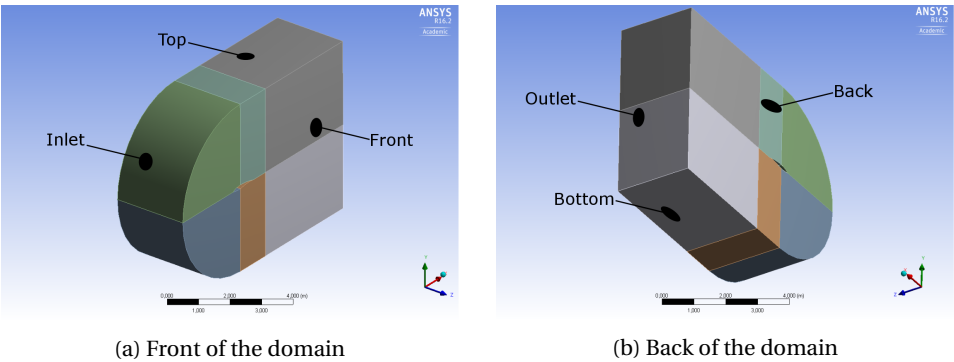 ANSYS
R16.2
Academic
Top
Inlet
Front
Y
Z
0,000
2,000
4,000 (m)
1,000
3,000
(a) Front of the domain
ANSYS
R16.2
Academic
Back
Outlet
Bottom
Y
Z
0,000
2,000
4,000 (m)
1,000
3,000
(b) Back of the domain